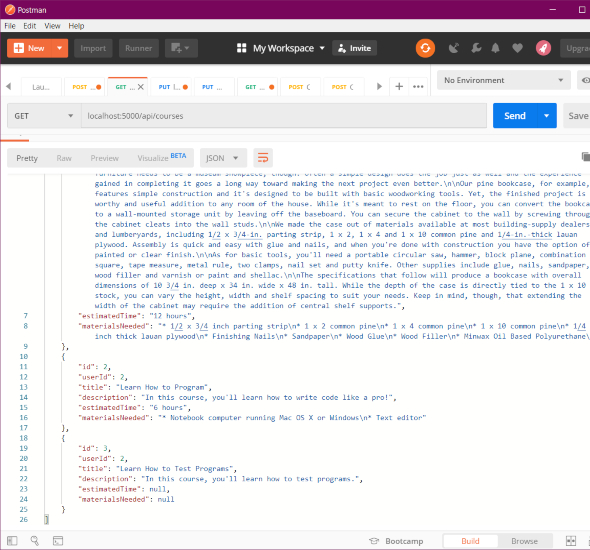 Postman
File Edit View Help
New Import Runner My Workspace Invite Upgra
Lau... POST ... GET ... PUT I... PUT ... GET ... POST C POST C No Environment
GET localhost:5000/api/courses Send Save
Pretty Raw Preview Visualize BETA JSON
furniture needs to be a museum showpiece, though. Often a simple design does the job just as well and the experience
gained in completing it goes a long way toward making the next project even better.\n\nOur pine bookcase, for example,
features simple construction and it's designed to be built with basic woodworking tools. Yet, the finished project is
worthy and useful addition to any room of the house. While it's meant to rest on the floor, you can convert the bookca
to a wall-mounted storage unit by leaving off the baseboard. You can secure the cabinet to the wall by screwing throug
the cabinet cleats into the wall studs.\n\nWe made the case out of materials available at most building-supply dealers
and lumberyards, including 1/2 x 3/4-in. parting strip, 1 x 2, 1 x 4 and 1 x 10 common pine and 1/4-in.-thick lauan
plywood. Assembly is quick and easy with glue and nails, and when you're done with construction you have the option of
painted or clear finish.\n\nAs for basic tools, you'll need a portable circular saw, hammer, block plane, combination
square, tape measure, metal rule, two clamps, nail set and putty knife. Other supplies include glue, nails, sandpaper,
wood filler and varnish or paint and shellac.\n\nThe specifications that follow will produce a bookcase with overall
dimensions of 10 3/4 in. deep x 34 in. wide x 48 in. tall. While the depth of the case is directly tied to the 1 x 10
stock, you can vary the height, width and shelf spacing to suit your needs. Keep in mind, though, that extending the
width of the cabinet may require the addition of central shelf supports.",
7 "estimatedTime": "12 hours",
8 "materialsNeeded": "* 1/2 x 3/4 inch parting strip\n* 1 x 2 common pine\n* 1 x 4 common pine\n* 1 x 10 common pine\n* 1/4
inch thick lauan plywood\n* Finishing Nails\n* Sandpaper\n* Wood Glue\n* Wood Filler\n* Minwax Oil Based Polyurethane\
9 },
10 {
11 "id": 2,
12 "userId": 2,
13 "title": "Learn How to Program",
14 "description": "In this course, you'll learn how to write code like a pro!",
15 "estimatedTime": "6 hours",
16 "materialsNeeded": "* Notebook computer running Mac OS X or Windows\n* Text editor"
17 },
18 {
19 "id": 3,
20 "userId": 2,
21 "title": "Learn How to Test Programs",
22 "description": "In this course, you'll learn how to test programs.",
23 "estimatedTime": null,
24 "materialsNeeded": null
25 }
26 ]
Bootcamp Build Browse